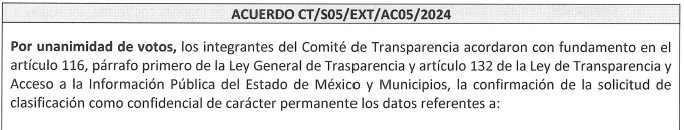 ACUERDO CT/S05/EXT/AC05/2024
Por unanimidad de votos, los integrantes del Comité de Transparencia acordaron con fundamento en el
artículo 116, párrafo primero de la Ley General de Trasparencia y artículo 132 de la Ley de Transparencia y
Acceso a la Información Pública del Estado de México y Municipios, la confirmación de la solicitud de
clasificación como confidencial de carácter permanente los datos referentes a: